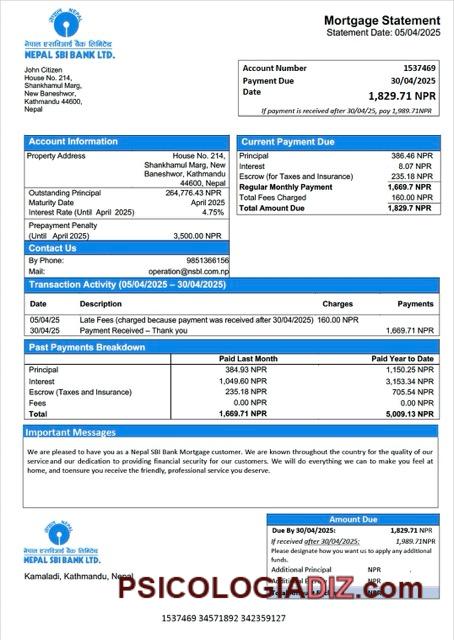 NEPAL
नेपाल एसबिआई बैंक लिमिटेड
NEPAL SBI BANK LTD.
Mortgage Statement
Statement Date: 05/04/2025
John Citizen
House No. 214,
Shankhamul Marg,
New Baneshwor,
Kathmandu 44600,
Nepal
Account Number 1537469
Payment Due 30/04/2025
Date
1,829.71 NPR
If payment is received after 30/04/25, pay 1,989.71NPR
Account Information
Property Address House No. 214,
Shankhamul Marg, New
Baneshwor, Kathmandu
44600, Nepal
Outstanding Principal 264,776.43 NPR
Maturity Date April 2025
Interest Rate (Until April 2025) 4.75%
Prepayment Penalty
(Until April 2025) 3,500.00 NPR
Contact Us
By Phone: 9851366156
Mail: operation@nsbl.com.np
Current Payment Due
Principal 386.46 NPR
Interest 8.07 NPR
Escrow (for Taxes and Insurance) 235.18 NPR
Regular Monthly Payment 1,669.7 NPR
Total Fees Charged 160.00 NPR
Total Amount Due 1,829.7 NPR
Transaction Activity (05/04/2025 – 30/04/2025)
Date Description Charges Payments
05/04/25 Late Fees (charged because payment was received after 30/04/2025) 160.00 NPR
30/04/25 Payment Received – Thank you 1,669.71 NPR
Past Payments Breakdown
Paid Last Month Paid Year to Date
Principal 384.93 NPR 1,150.25 NPR
Interest 1,049.60 NPR 3,153.34 NPR
Escrow (Taxes and Insurance) 235.18 NPR 705.54 NPR
Fees 0.00 NPR 0.00 NPR
Total 1,669.71 NPR 5,009.13 NPR
Important Messages
We are pleased to have you as a Nepal SBI Bank Mortgage customer. We are known throughout the country for the quality of our
service and our dedication to providing financial security for our customers. We will do everything we can to make you feel at
home, and toensure you receive the friendly, professional service you deserve.
NEPAL
नेपाल एसबिआई बैंक लिमिटेड
NEPAL SBI BANK LTD.
Kamaladi, Kathmandu, Nepal
Amount Due
Due By 30/04/2025: 1,829.71 NPR
If received after 30/04/2025: 1,989.71NPR
Please designate how you want us to apply any additional
funds.
Additional Principal NPR .
Additional NPR
PSICOLOGIADIZ.com
1537469 34571892 342359127